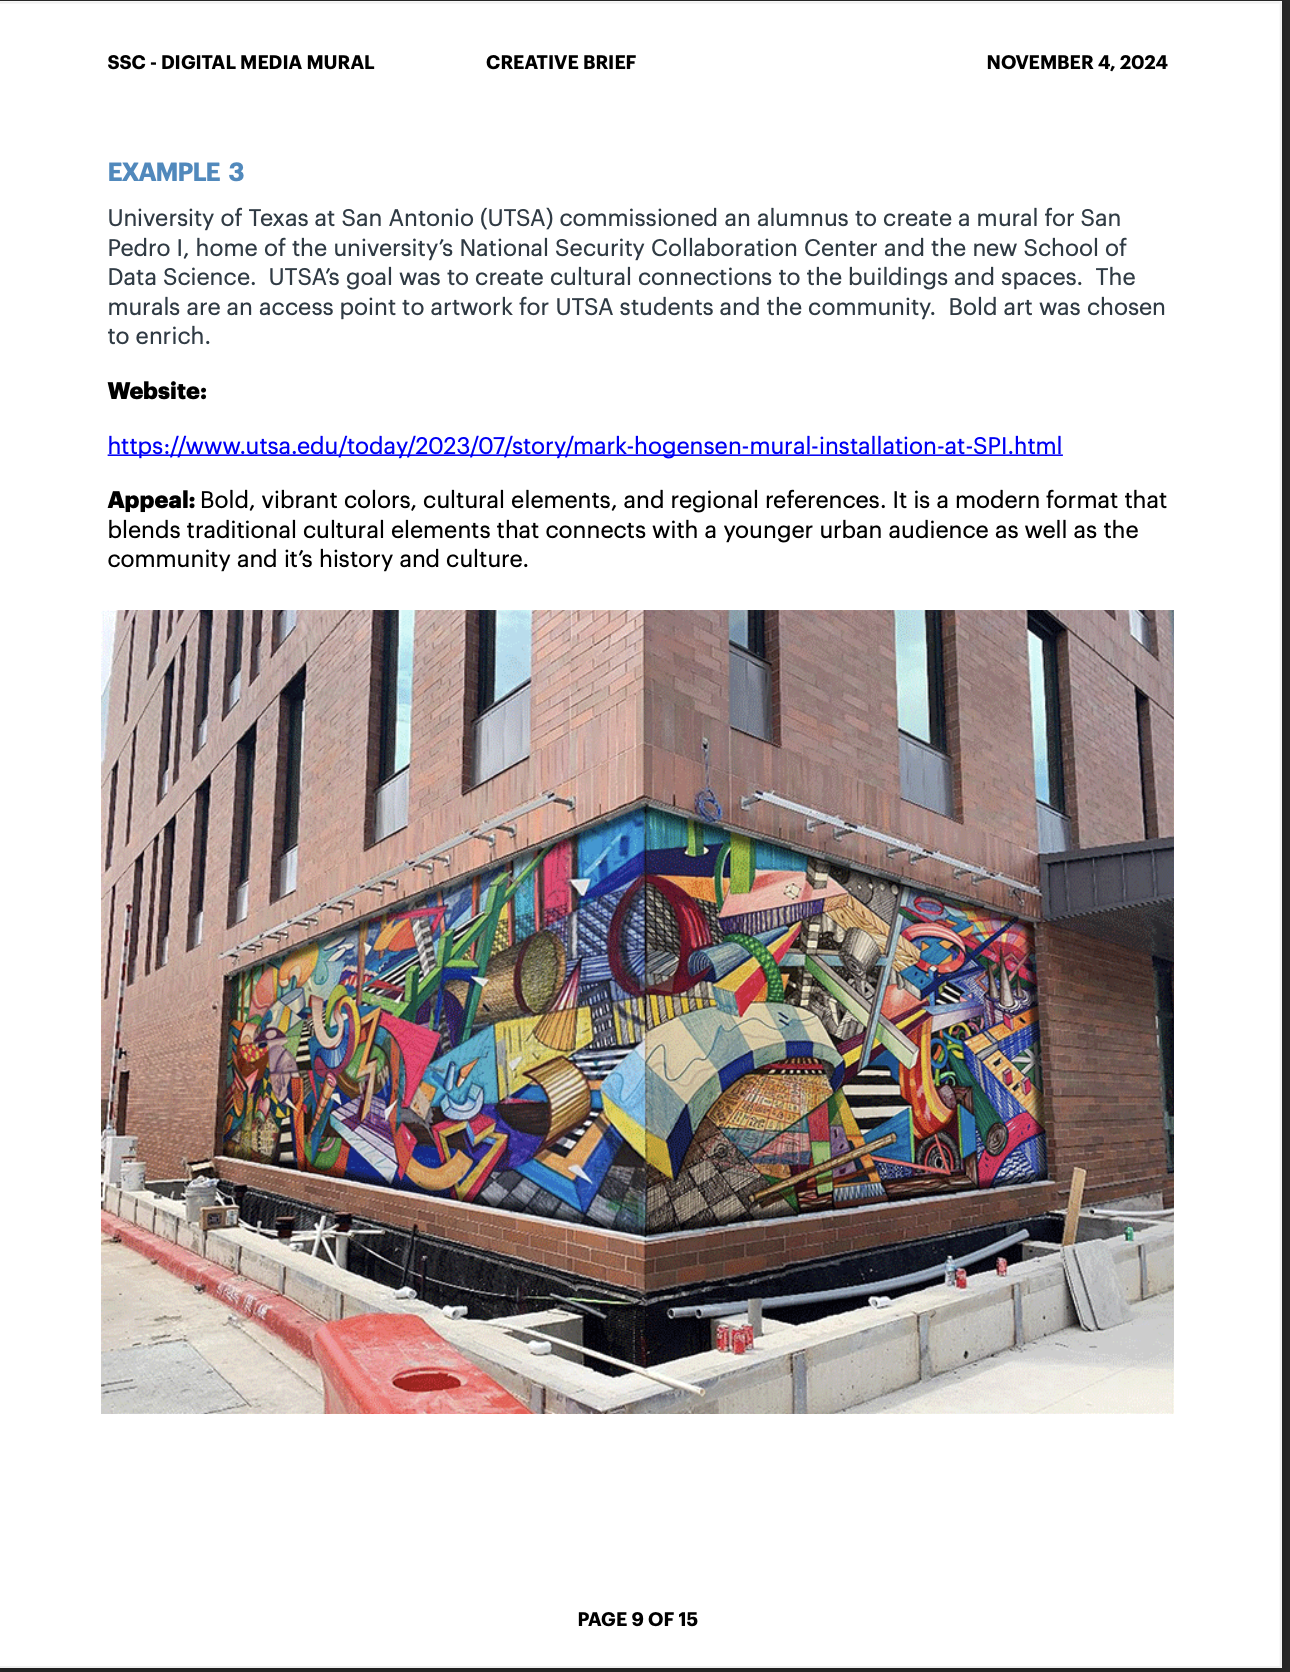 SSC - DIGITAL MEDIA MURAL CREATIVE BRIEF NOVEMBER 4, 2024
EXAMPLE 3
University of Texas at San Antonio (UTSA) commissioned an alumnus to create a mural for San
Pedro I, home of the university’s National Security Collaboration Center and the new School of
Data Science.  UTSA’s goal was to create cultural connections to the buildings and spaces.  The
murals are an access point to artwork for UTSA students and the community.  Bold art was chosen
to enrich.
Website:
https://www.utsa.edu/today/2023/07/story/mark-hogensen-mural-installation-at-SPI.html
Appeal: Bold, vibrant colors, cultural elements, and regional references. It is a modern format that
blends traditional cultural elements that connects with a younger urban audience as well as the
community and it’s history and culture.
PAGE 9 OF 15